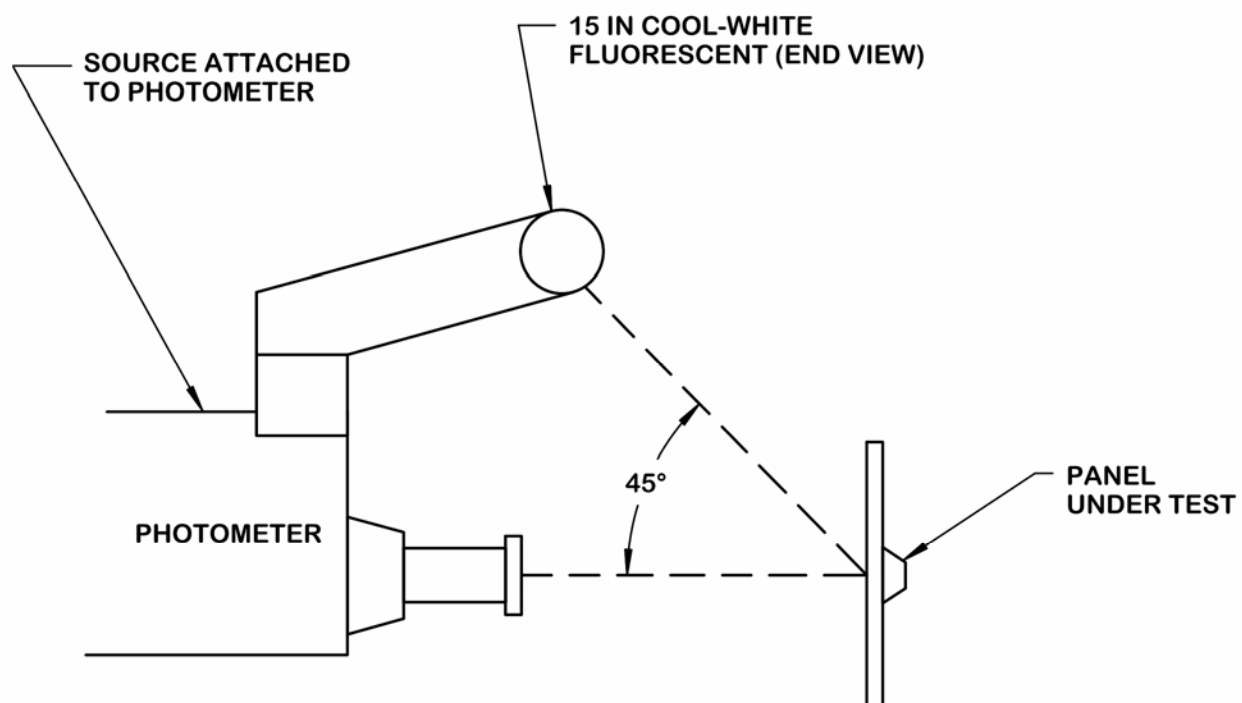 15 IN COOL-WHITE
FLUORESCENT (END VIEW)
SOURCE ATTACHED
TO PHOTOMETER
45°
PANEL
UNDER TEST
PHOTOMETER